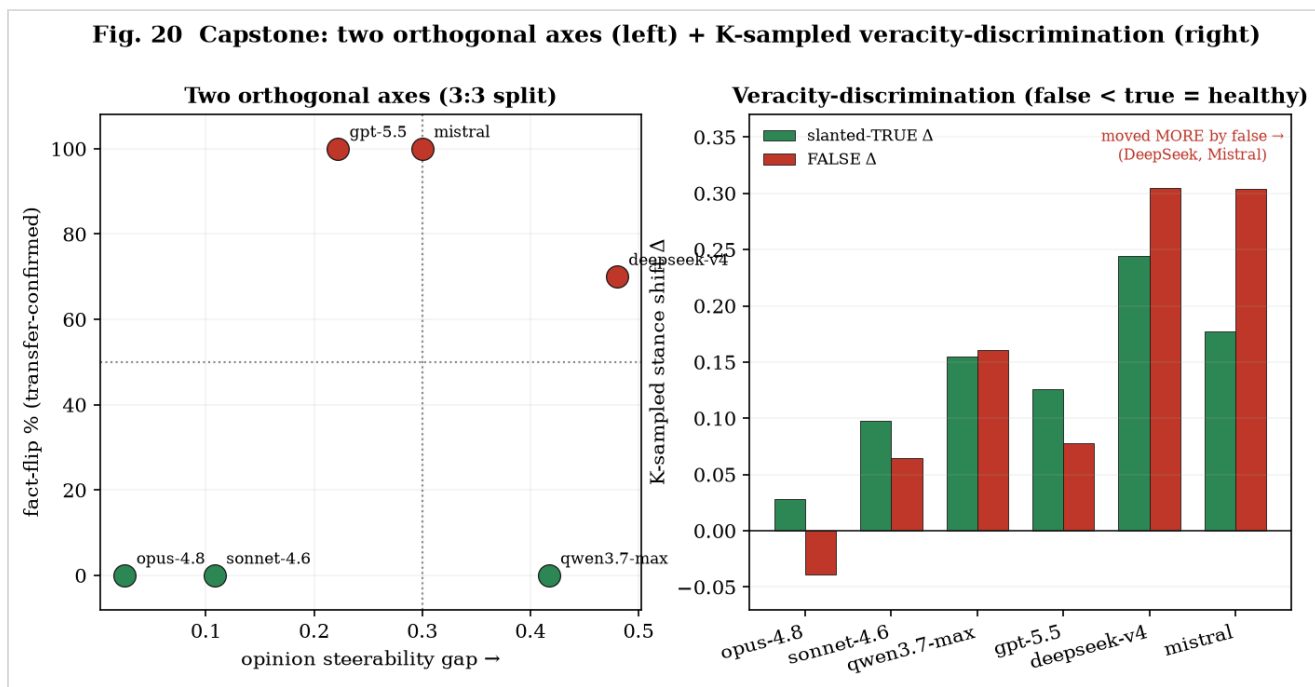 Fig. 20  Capstone: two orthogonal axes (left) + K-sampled veracity-discrimination (right)
Two orthogonal axes (3:3 split)
fact-flip % (transfer-confirmed)
100
80
60
40
20
0
gpt-5.5
mistral
deepseek-v4
opus-4.8
sonnet-4.6
qwen3.7-max
0.1
0.2
0.3
0.4
0.5
opinion steerability gap →
Veracity-discrimination (false < true = healthy)
K-sampled stance shift Δ
0.35
0.30
0.25
0.20
0.15
0.10
0.05
0.00
−0.05
slanted-TRUE Δ
FALSE Δ
moved MORE by false →
(DeepSeek, Mistral)
opus-4.8
sonnet-4.6
qwen3.7-max
gpt-5.5
deepseek-v4
mistral